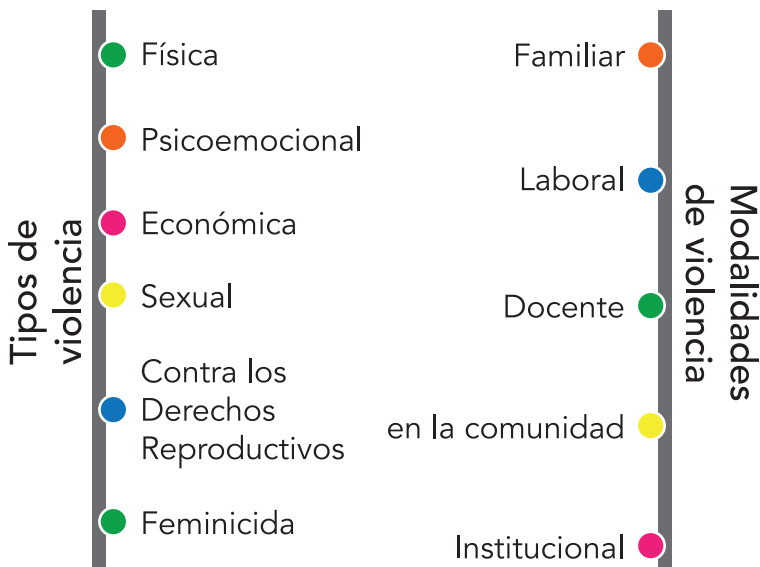 Tipos de
violencia
Física
Psicoemocional
Económica
Sexual
Contra los
Derechos
Reproductivos
Feminicida
Modalidades
de violencia
Familiar
Laboral
Docente
en la comunidad
Institucional